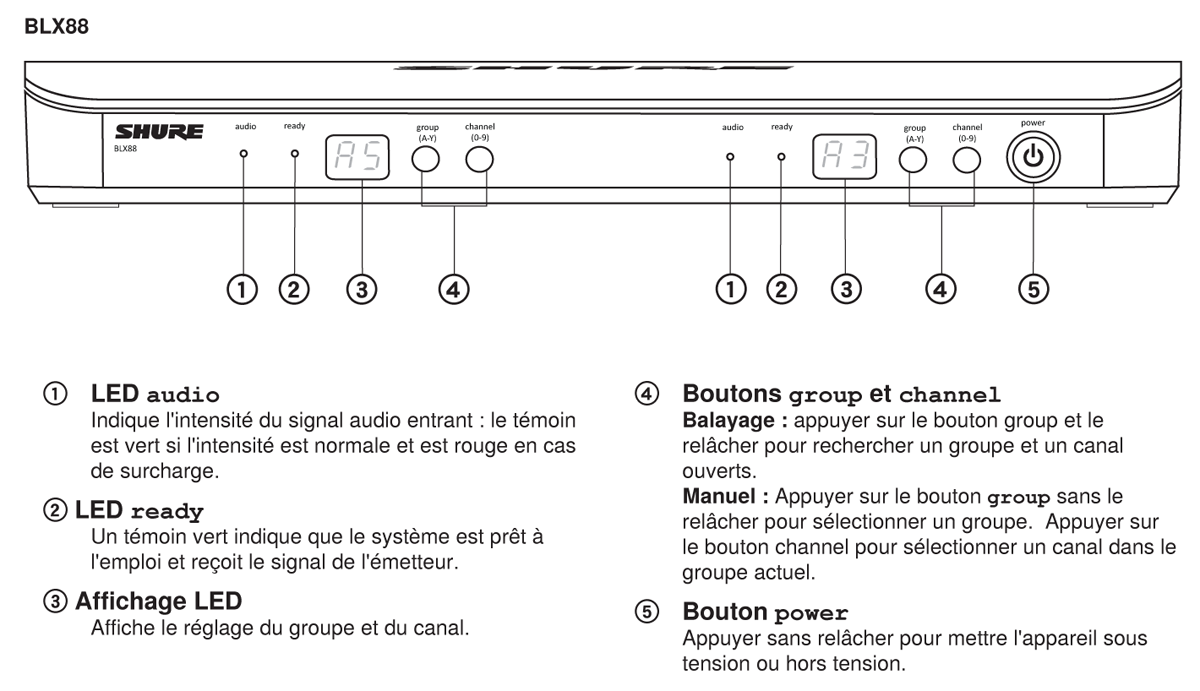 BLX88
SHURE
SHURE
BLX88
audio
ready
A5
group
(A-Y)
channel
(0-9)
audio
ready
A3
group
(A-Y)
channel
(0-9)
power
① ② ③ ④ ① ② ③ ④ ⑤
① LED audio
Indique l'intensité du signal audio entrant : le témoin
est vert si l'intensité est normale et est rouge en cas
de surcharge.
② LED ready
Un témoin vert indique que le système est prêt à
l'emploi et reçoit le signal de l'émetteur.
③ Affichage LED
Affiche le réglage du groupe et du canal.
④ Boutons group et channel
Balayage : appuyer sur le bouton group et le
relâcher pour rechercher un groupe et un canal
ouverts.
Manuel : Appuyer sur le bouton group sans le
relâcher pour sélectionner un groupe.  Appuyer sur
le bouton channel pour sélectionner un canal dans le
groupe actuel.
⑤ Bouton power
Appuyer sans relâcher pour mettre l'appareil sous
tension ou hors tension.